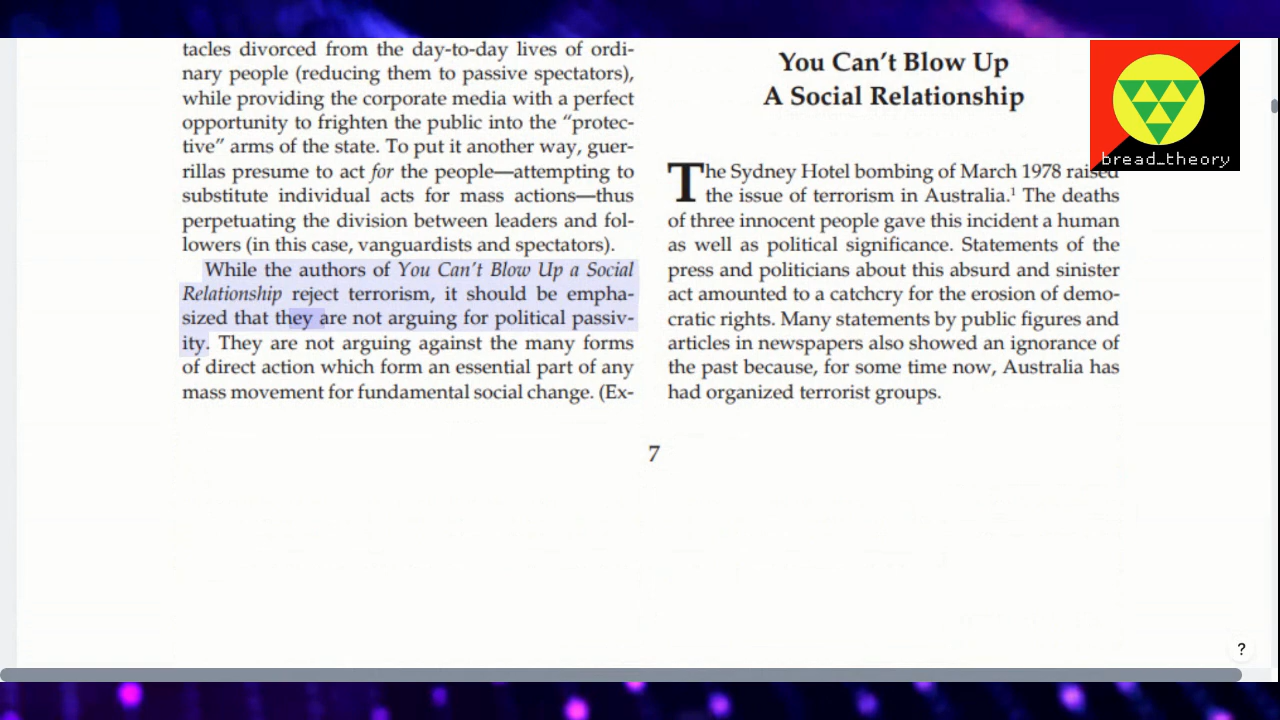 tacles divorced from the day-to-day lives of ordi-
nary people (reducing them to passive spectators),
while providing the corporate media with a perfect
opportunity to frighten the public into the “protec-
tive” arms of the state. To put it another way, guer-
rillas presume to act for the people—attempting to
substitute individual acts for mass actions—thus
perpetuating the division between leaders and fol-
lowers (in this case, vanguardists and spectators).
While the authors of You Can’t Blow Up a Social
Relationship reject terrorism, it should be empha-
sized that they are not arguing for political passiv-
ity. They are not arguing against the many forms
of direct action which form an essential part of any
mass movement for fundamental social change. (Ex-
You Can’t Blow Up
A Social Relationship
The Sydney Hotel bombing of March 1978 raised
the issue of terrorism in Australia.¹ The deaths
of three innocent people gave this incident a human
as well as political significance. Statements of the
press and politicians about this absurd and sinister
act amounted to a catchcry for the erosion of demo-
cratic rights. Many statements by public figures and
articles in newspapers also showed an ignorance of
the past because, for some time now, Australia has
had organized terrorist groups.
7
bread_theory
?